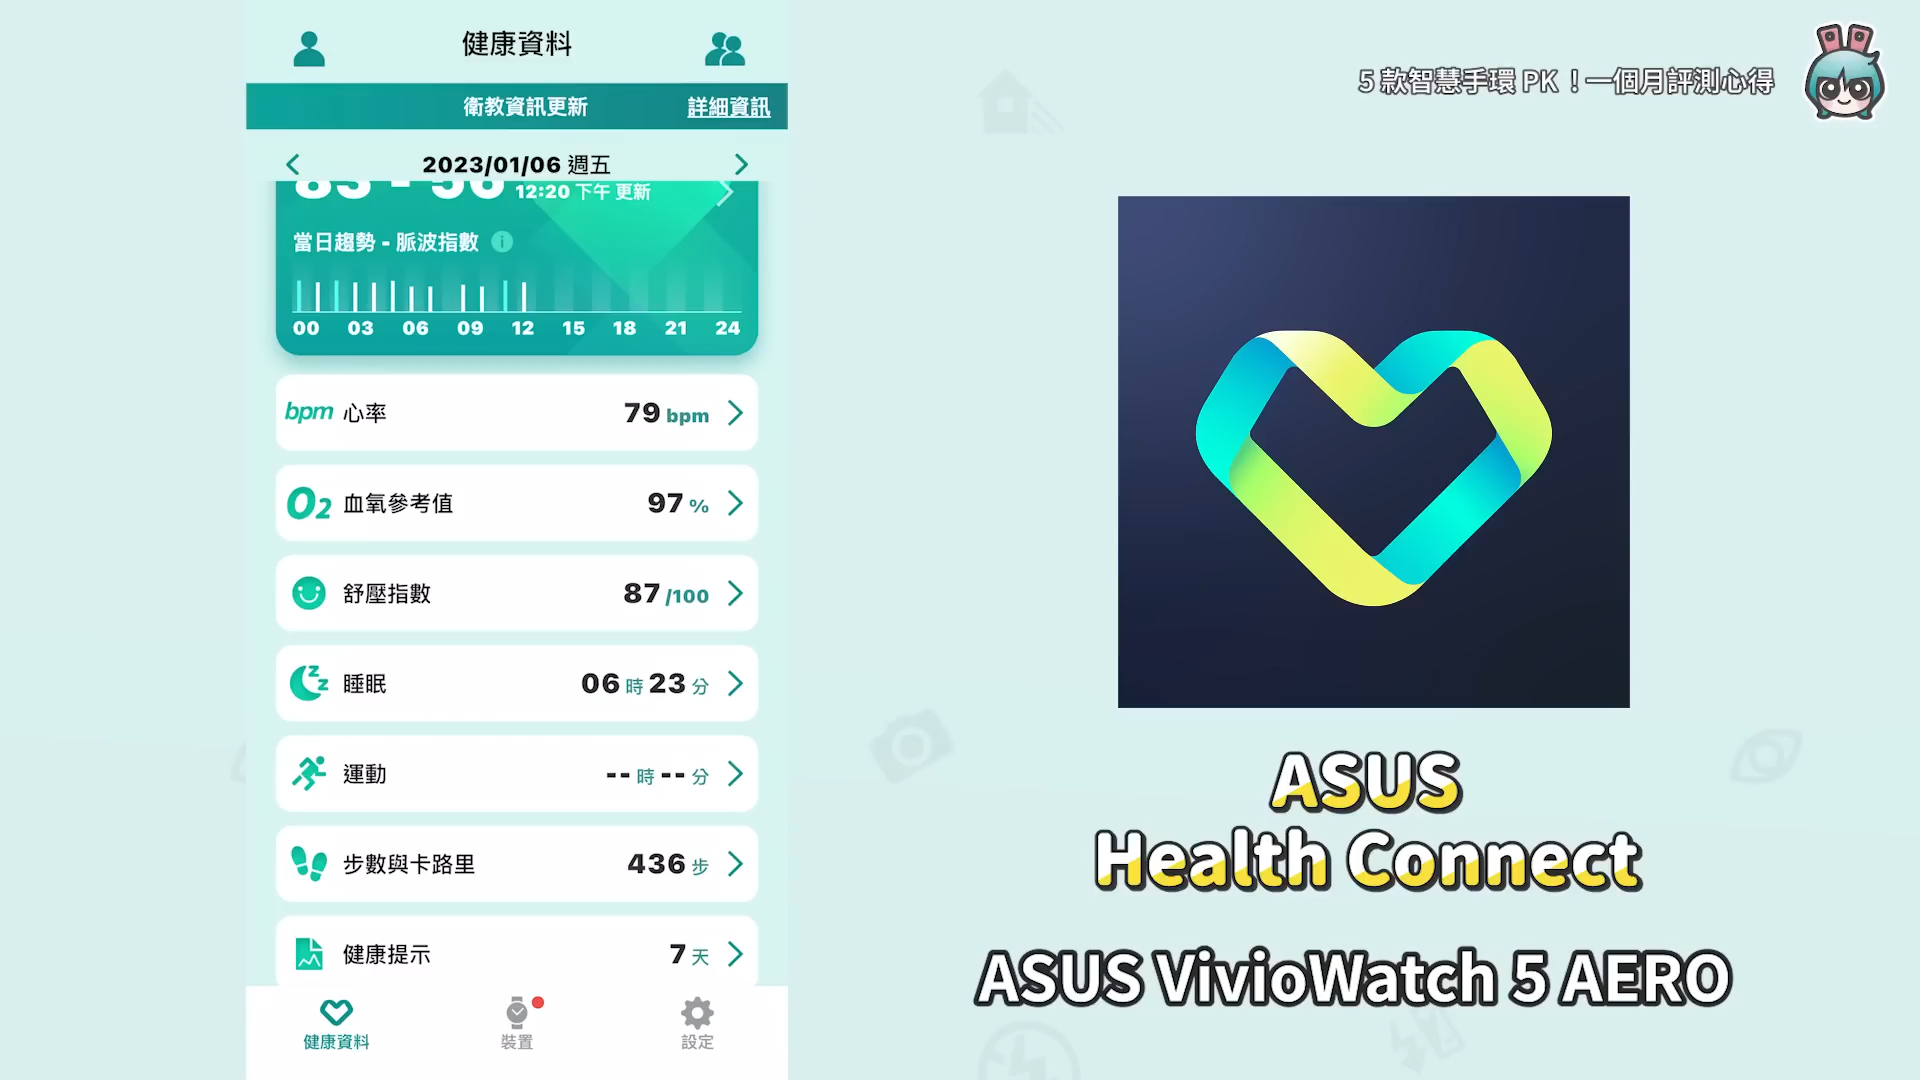 健康資料
衛教資訊更新 詳細資訊
2023/01/06 週五
12:20 下午 更新
當日趨勢 - 脈波指數
00 03 06 09 12 15 18 21 24
bpm 心率 79 bpm
O2 血氧參考值 97 %
舒壓指數 87 /100
睡眠 06 時 23 分
運動 -- 時 -- 分
步數與卡路里 436 步
健康提示 7 天
健康資料 裝置 設定
5 款智慧手環 PK！一個月評測心得
ASUS
Health Connect
ASUS VivioWatch 5 AERO